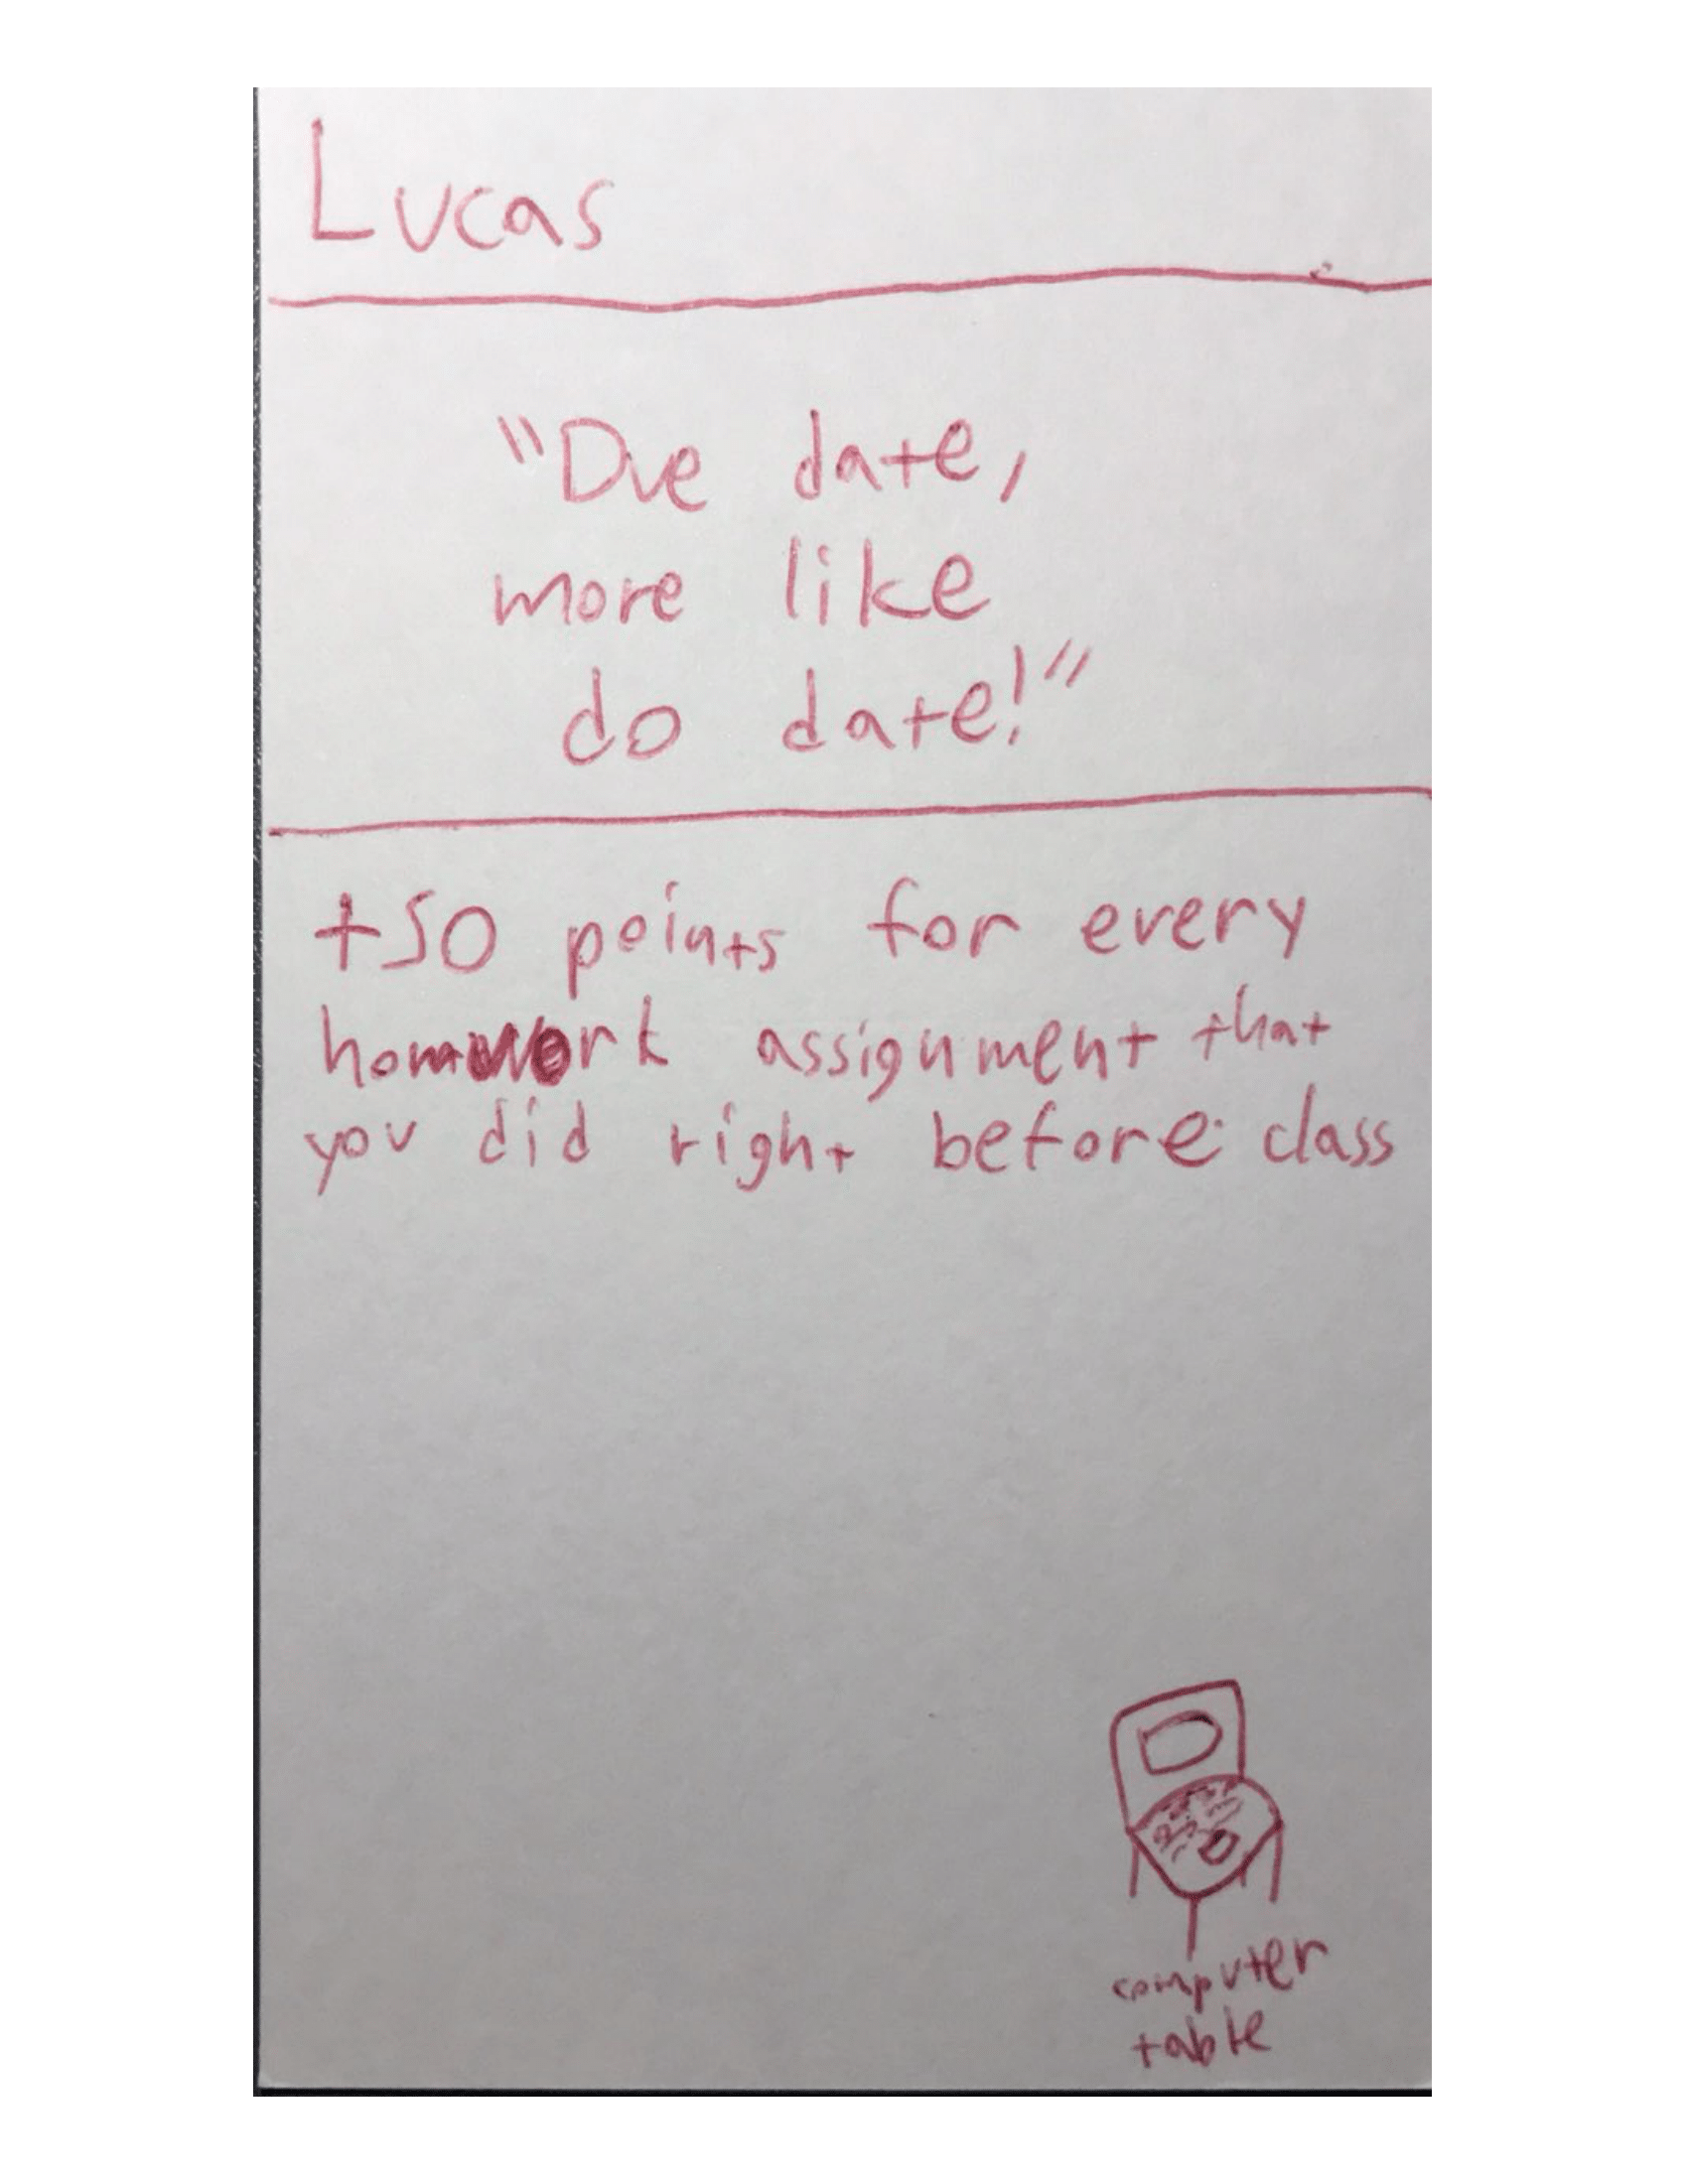 Lucas
"Due date,
more like
do date!"
+50 points for every
homework assignment that
you did right before class
computer
table